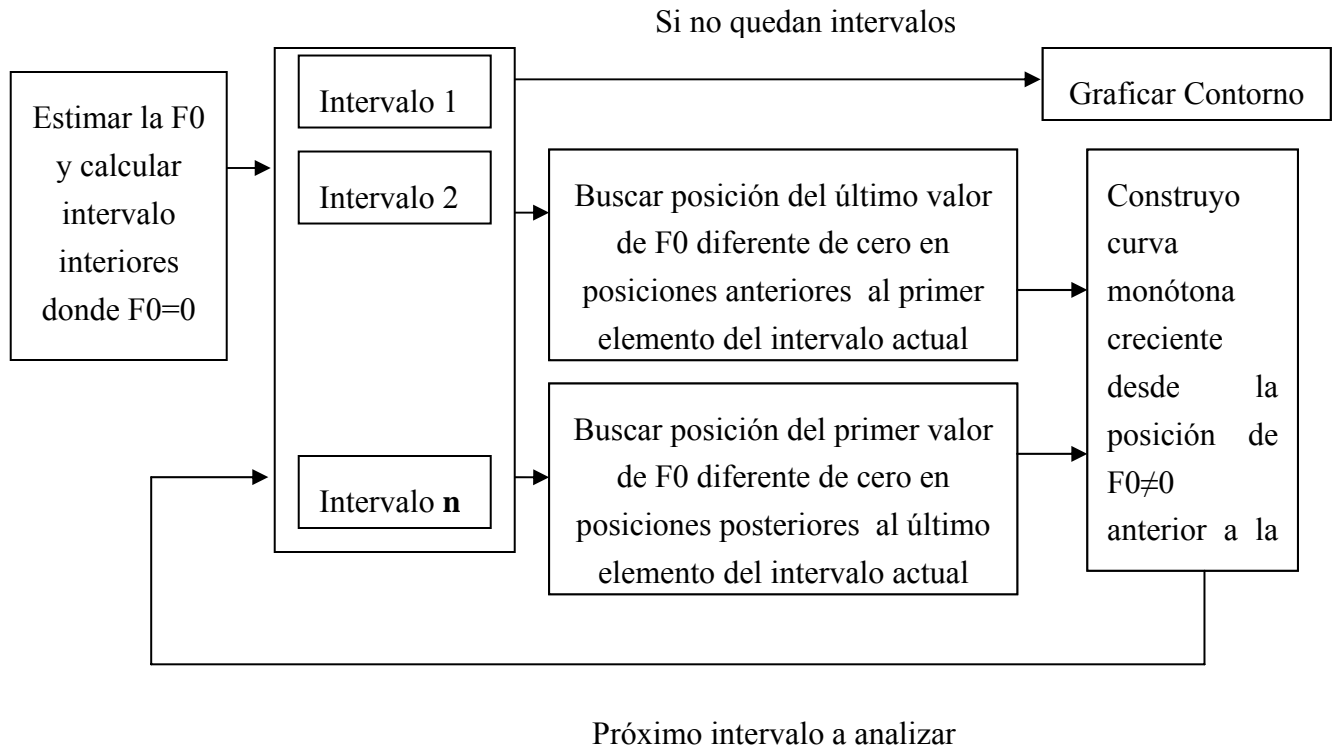 Si no quedan intervalos
Estimar la F0
y calcular
intervalo
interiores
donde F0=0
Intervalo 1
Intervalo 2
Intervalo n
Graficar Contorno
Buscar posición del último valor
de F0 diferente de cero en
posiciones anteriores al primer
elemento del intervalo actual
Buscar posición del primer valor
de F0 diferente de cero en
posiciones posteriores al último
elemento del intervalo actual
Construyo
curva
monótona
creciente
desde la
posición de
F0≠0
anterior a la
Próximo intervalo a analizar